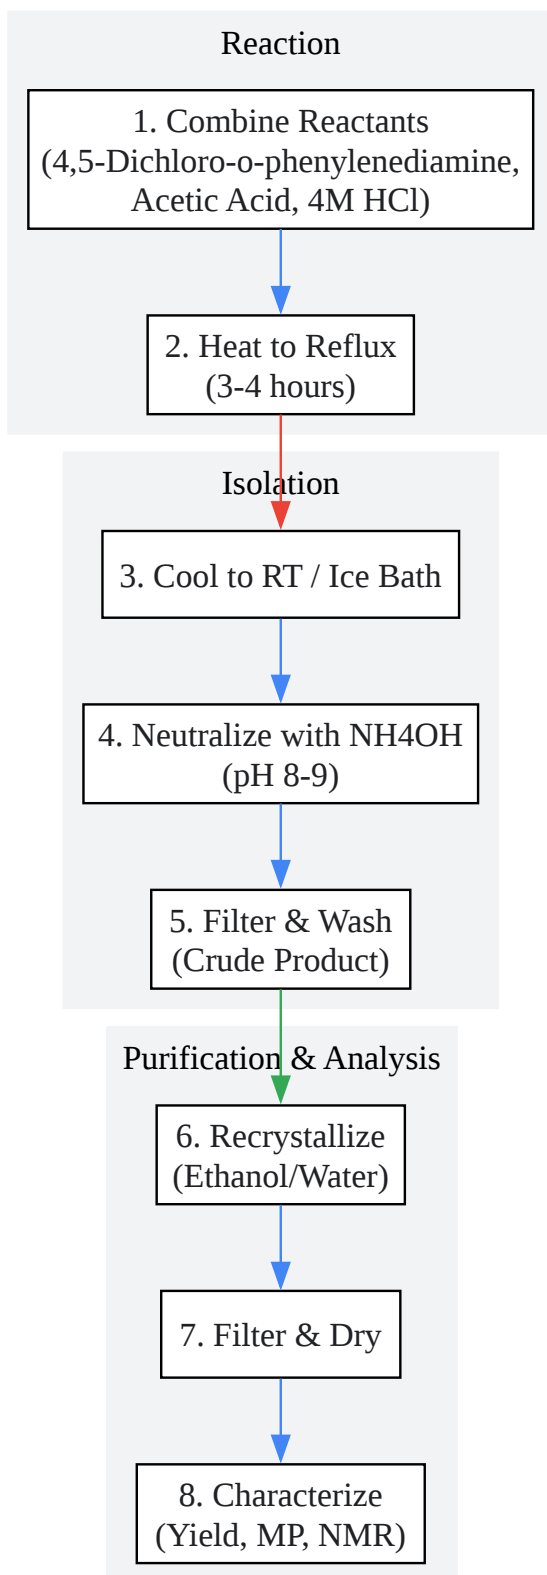 Reaction
1. Combine Reactants
(4,5-Dichloro-o-phenylenediamine,
Acetic Acid, 4M HCl)
2. Heat to Reflux
(3-4 hours)
Isolation
3. Cool to RT / Ice Bath
4. Neutralize with NH4OH
(pH 8-9)
5. Filter & Wash
(Crude Product)
Purification & Analysis
6. Recrystallize
(Ethanol/Water)
7. Filter & Dry
8. Characterize
(Yield, MP, NMR)